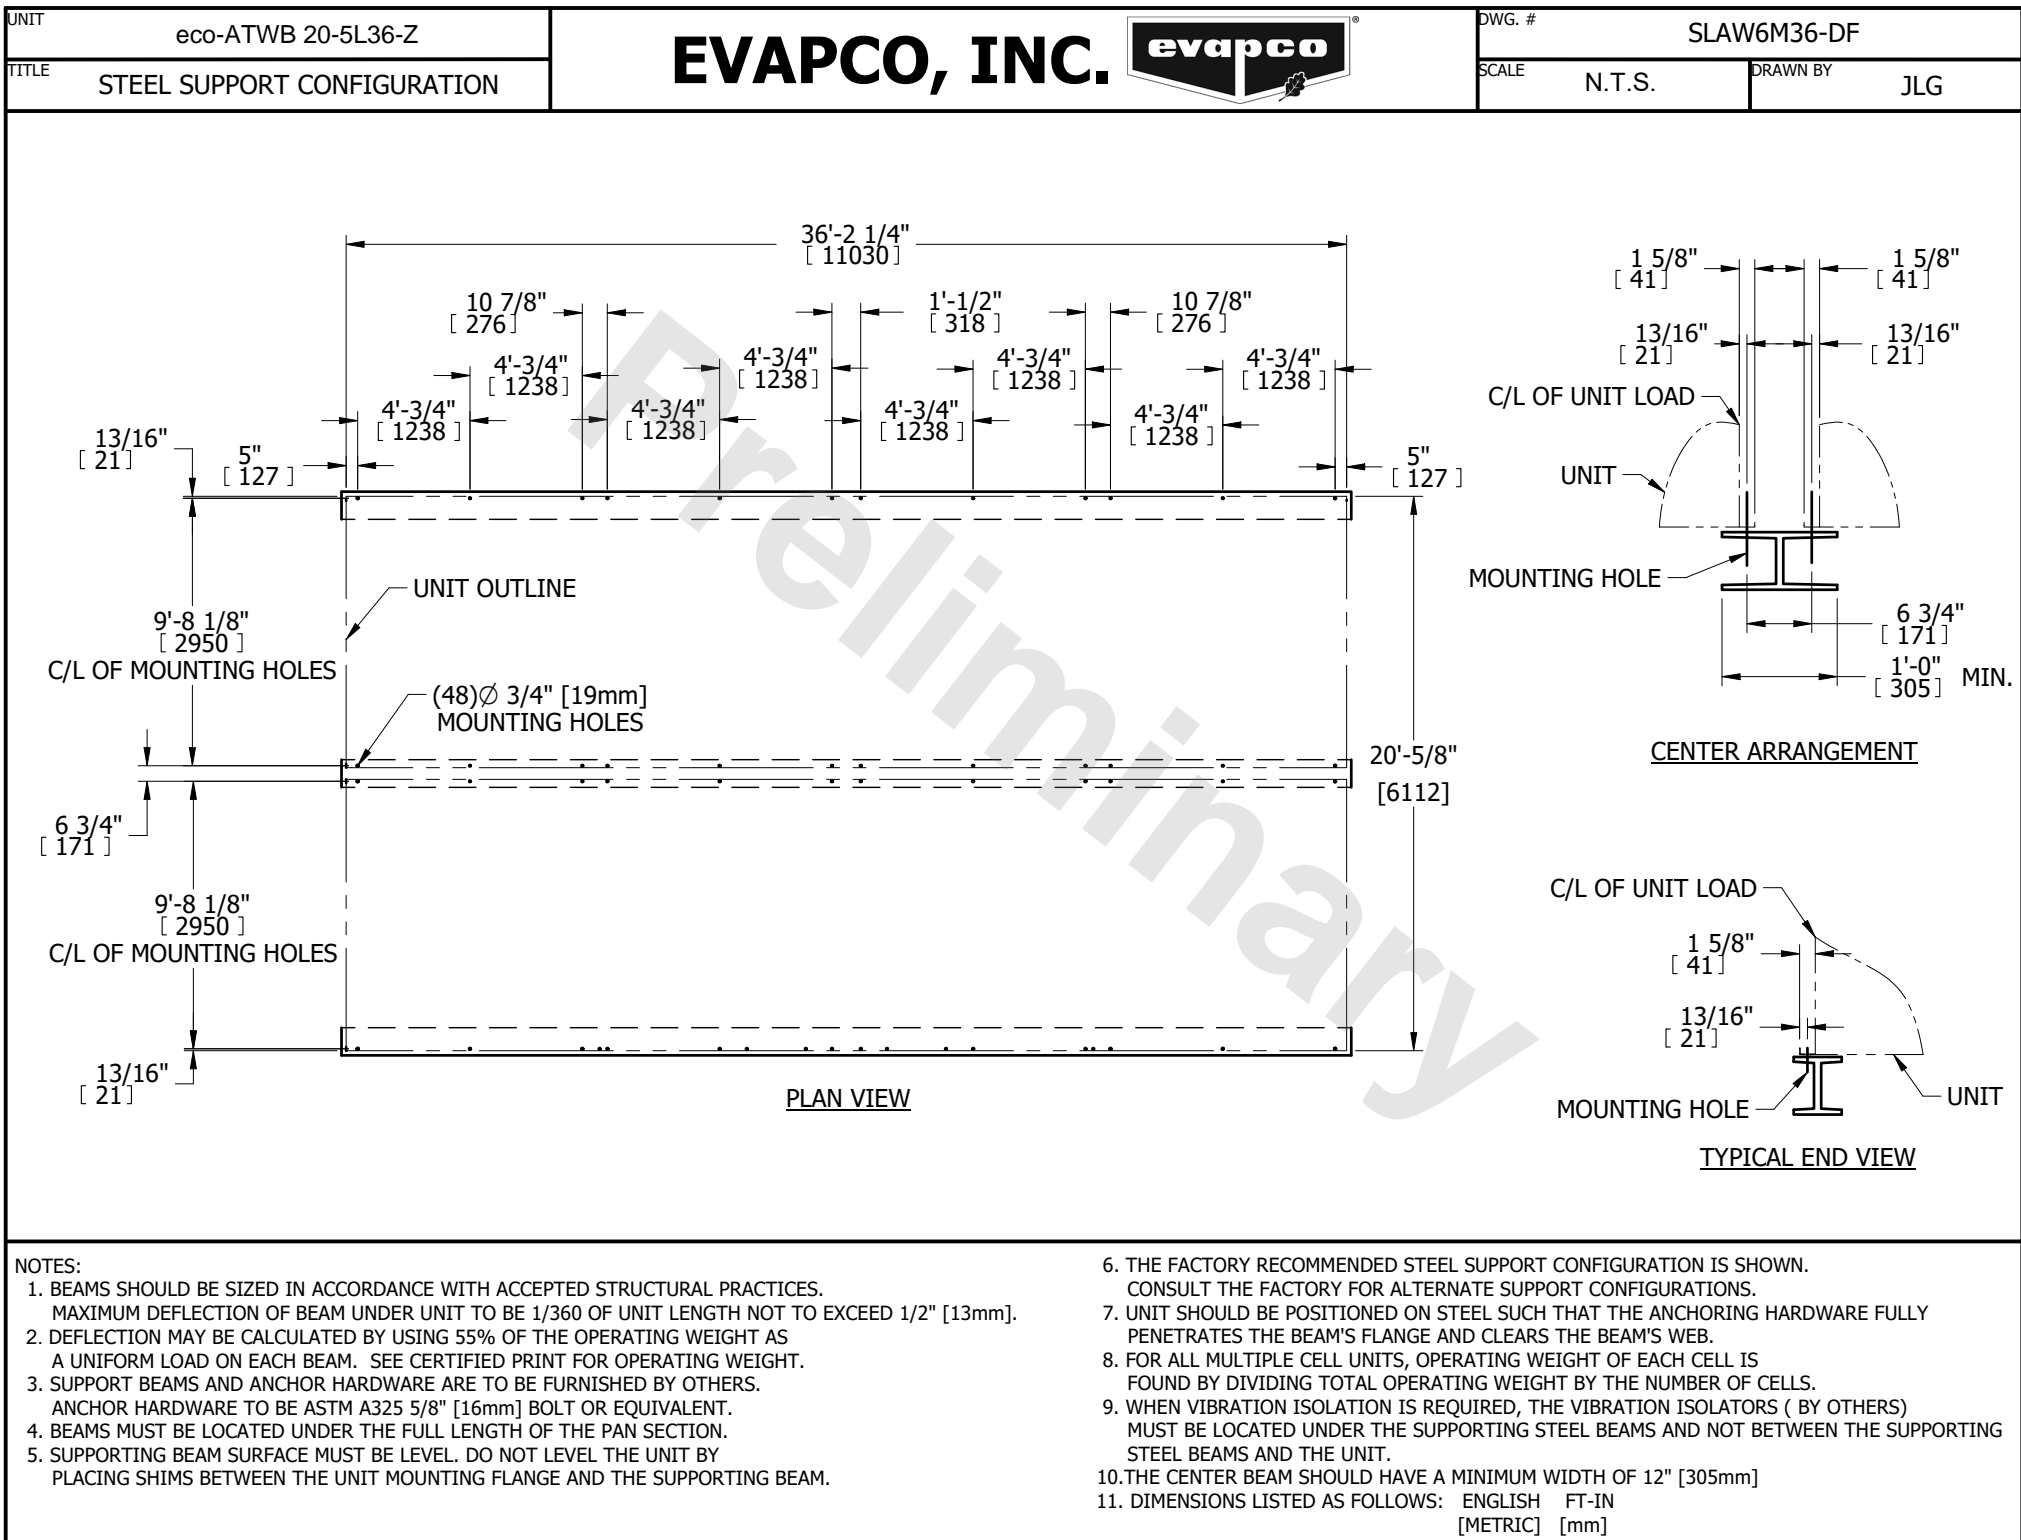 UNIT
eco-ATWB 20-5L36-Z
TITLE
STEEL SUPPORT CONFIGURATION
EVAPCO, INC.
evapco
®
DWG. #
SLAW6M36-DF
SCALE
N.T.S.
DRAWN BY
JLG
36'-2 1/4"
[ 11030]
10 7/8"
[ 276]
1'-1/2"
[ 318 ]
10 7/8"
[ 276 ]
4'-3/4"
[ 1238]
4'-3/4"
[ 1238]
4'-3/4"
[ 1238]
4'-3/4"
[ 1238]
4'-3/4"
[ 1238 ]
4'-3/4"
[ 1238]
4'-3/4"
[ 1238]
4'-3/4"
[ 1238]
13/16"
[ 21]
5"
[ 127 ]
5"
[ 127 ]
UNIT OUTLINE
9'-8 1/8"
[ 2950 ]
C/L OF MOUNTING HOLES
(48)Ø 3/4" [19mm]
MOUNTING HOLES
20'-5/8"
[6112]
6 3/4"
[ 171 ]
9'-8 1/8"
[ 2950 ]
C/L OF MOUNTING HOLES
13/16"
[ 21]
PLAN VIEW
Preliminary
1 5/8"
[ 41]
1 5/8"
[ 41]
13/16"
[ 21]
13/16"
[ 21]
C/L OF UNIT LOAD
UNIT
MOUNTING HOLE
6 3/4"
[ 171]
1'-0"
[ 305] MIN.
CENTER ARRANGEMENT
C/L OF UNIT LOAD
1 5/8"
[ 41]
13/16"
[ 21]
MOUNTING HOLE
UNIT
TYPICAL END VIEW
NOTES:
1. BEAMS SHOULD BE SIZED IN ACCORDANCE WITH ACCEPTED STRUCTURAL PRACTICES.
MAXIMUM DEFLECTION OF BEAM UNDER UNIT TO BE 1/360 OF UNIT LENGTH NOT TO EXCEED 1/2" [13mm].
2. DEFLECTION MAY BE CALCULATED BY USING 55% OF THE OPERATING WEIGHT AS
A UNIFORM LOAD ON EACH BEAM. SEE CERTIFIED PRINT FOR OPERATING WEIGHT.
3. SUPPORT BEAMS AND ANCHOR HARDWARE ARE TO BE FURNISHED BY OTHERS.
ANCHOR HARDWARE TO BE ASTM A325 5/8" [16mm] BOLT OR EQUIVALENT.
4. BEAMS MUST BE LOCATED UNDER THE FULL LENGTH OF THE PAN SECTION.
5. SUPPORTING BEAM SURFACE MUST BE LEVEL. DO NOT LEVEL THE UNIT BY
PLACING SHIMS BETWEEN THE UNIT MOUNTING FLANGE AND THE SUPPORTING BEAM.
6. THE FACTORY RECOMMENDED STEEL SUPPORT CONFIGURATION IS SHOWN.
CONSULT THE FACTORY FOR ALTERNATE SUPPORT CONFIGURATIONS.
7. UNIT SHOULD BE POSITIONED ON STEEL SUCH THAT THE ANCHORING HARDWARE FULLY
PENETRATES THE BEAM'S FLANGE AND CLEARS THE BEAM'S WEB.
8. FOR ALL MULTIPLE CELL UNITS, OPERATING WEIGHT OF EACH CELL IS
FOUND BY DIVIDING TOTAL OPERATING WEIGHT BY THE NUMBER OF CELLS.
9. WHEN VIBRATION ISOLATION IS REQUIRED, THE VIBRATION ISOLATORS ( BY OTHERS)
MUST BE LOCATED UNDER THE SUPPORTING STEEL BEAMS AND NOT BETWEEN THE SUPPORTING
STEEL BEAMS AND THE UNIT.
10.THE CENTER BEAM SHOULD HAVE A MINIMUM WIDTH OF 12" [305mm]
11. DIMENSIONS LISTED AS FOLLOWS: ENGLISH FT-IN
[METRIC] [mm]